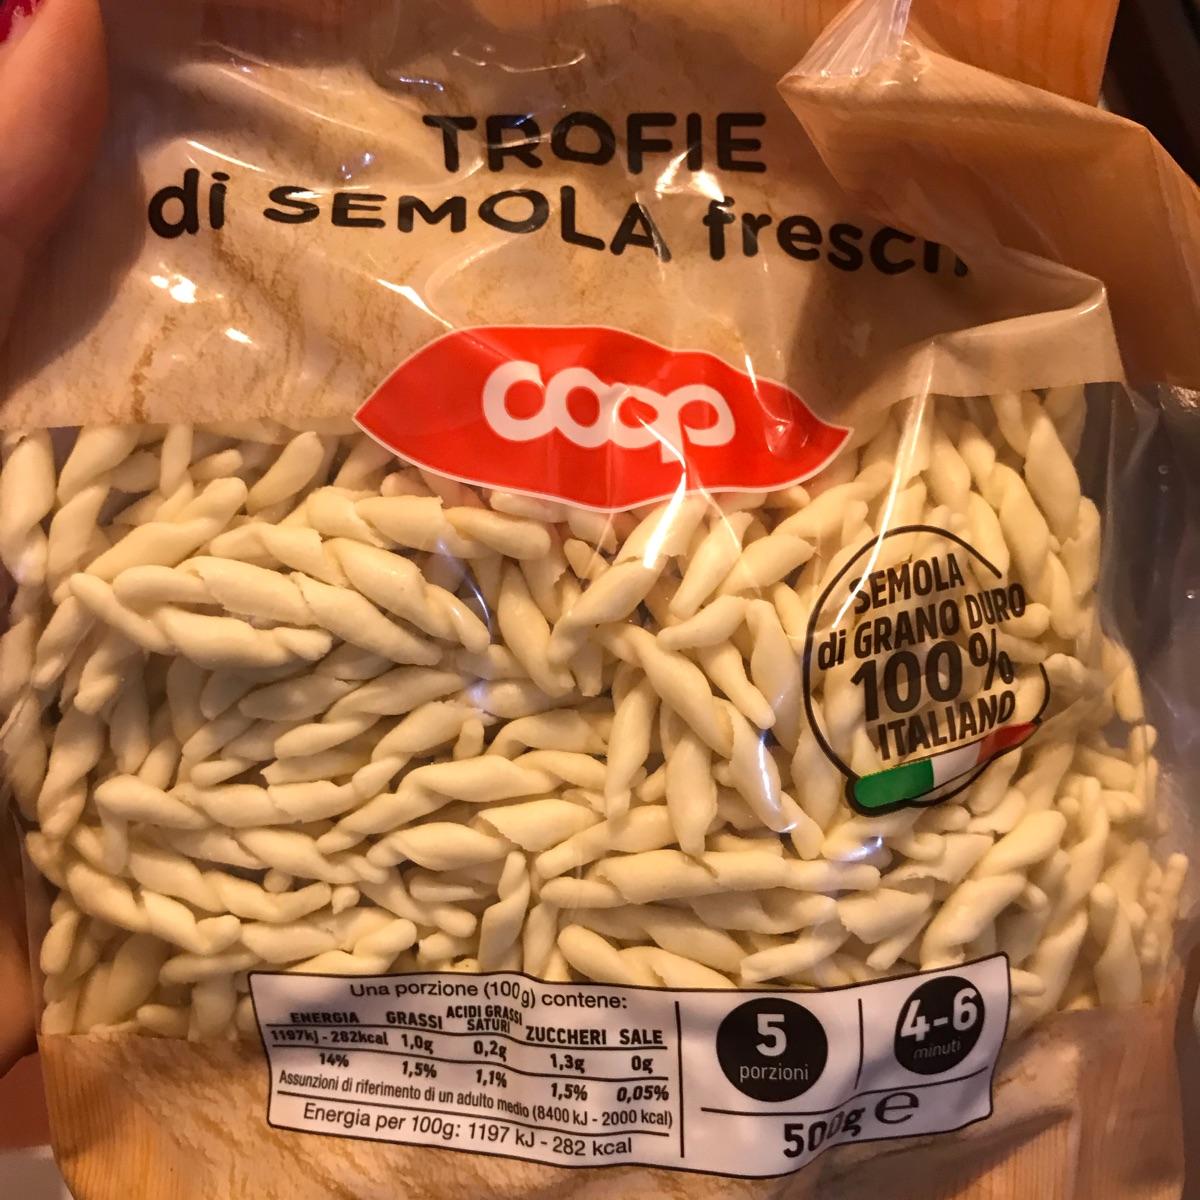 TROFIE
di SEMOLA
coop
SEMOLA
di GRANO DURO
100%
ITALIANO
Una porzione (100g) contene:
ENERGIA GRASSI ACIDI GRASSI SATURI ZUCCHERI SALE
1197kj - 282kcal 1,0g 0,2g 1,3g 0g
14% 1,5% 1,1% 1,5% 0,05%
Assunzioni di riferimento di un adulto medio (8400 kJ - 2000 kcal)
Energia per 100g: 1197 kJ - 282 kcal
5
porzioni
4-6
minuti
500g e